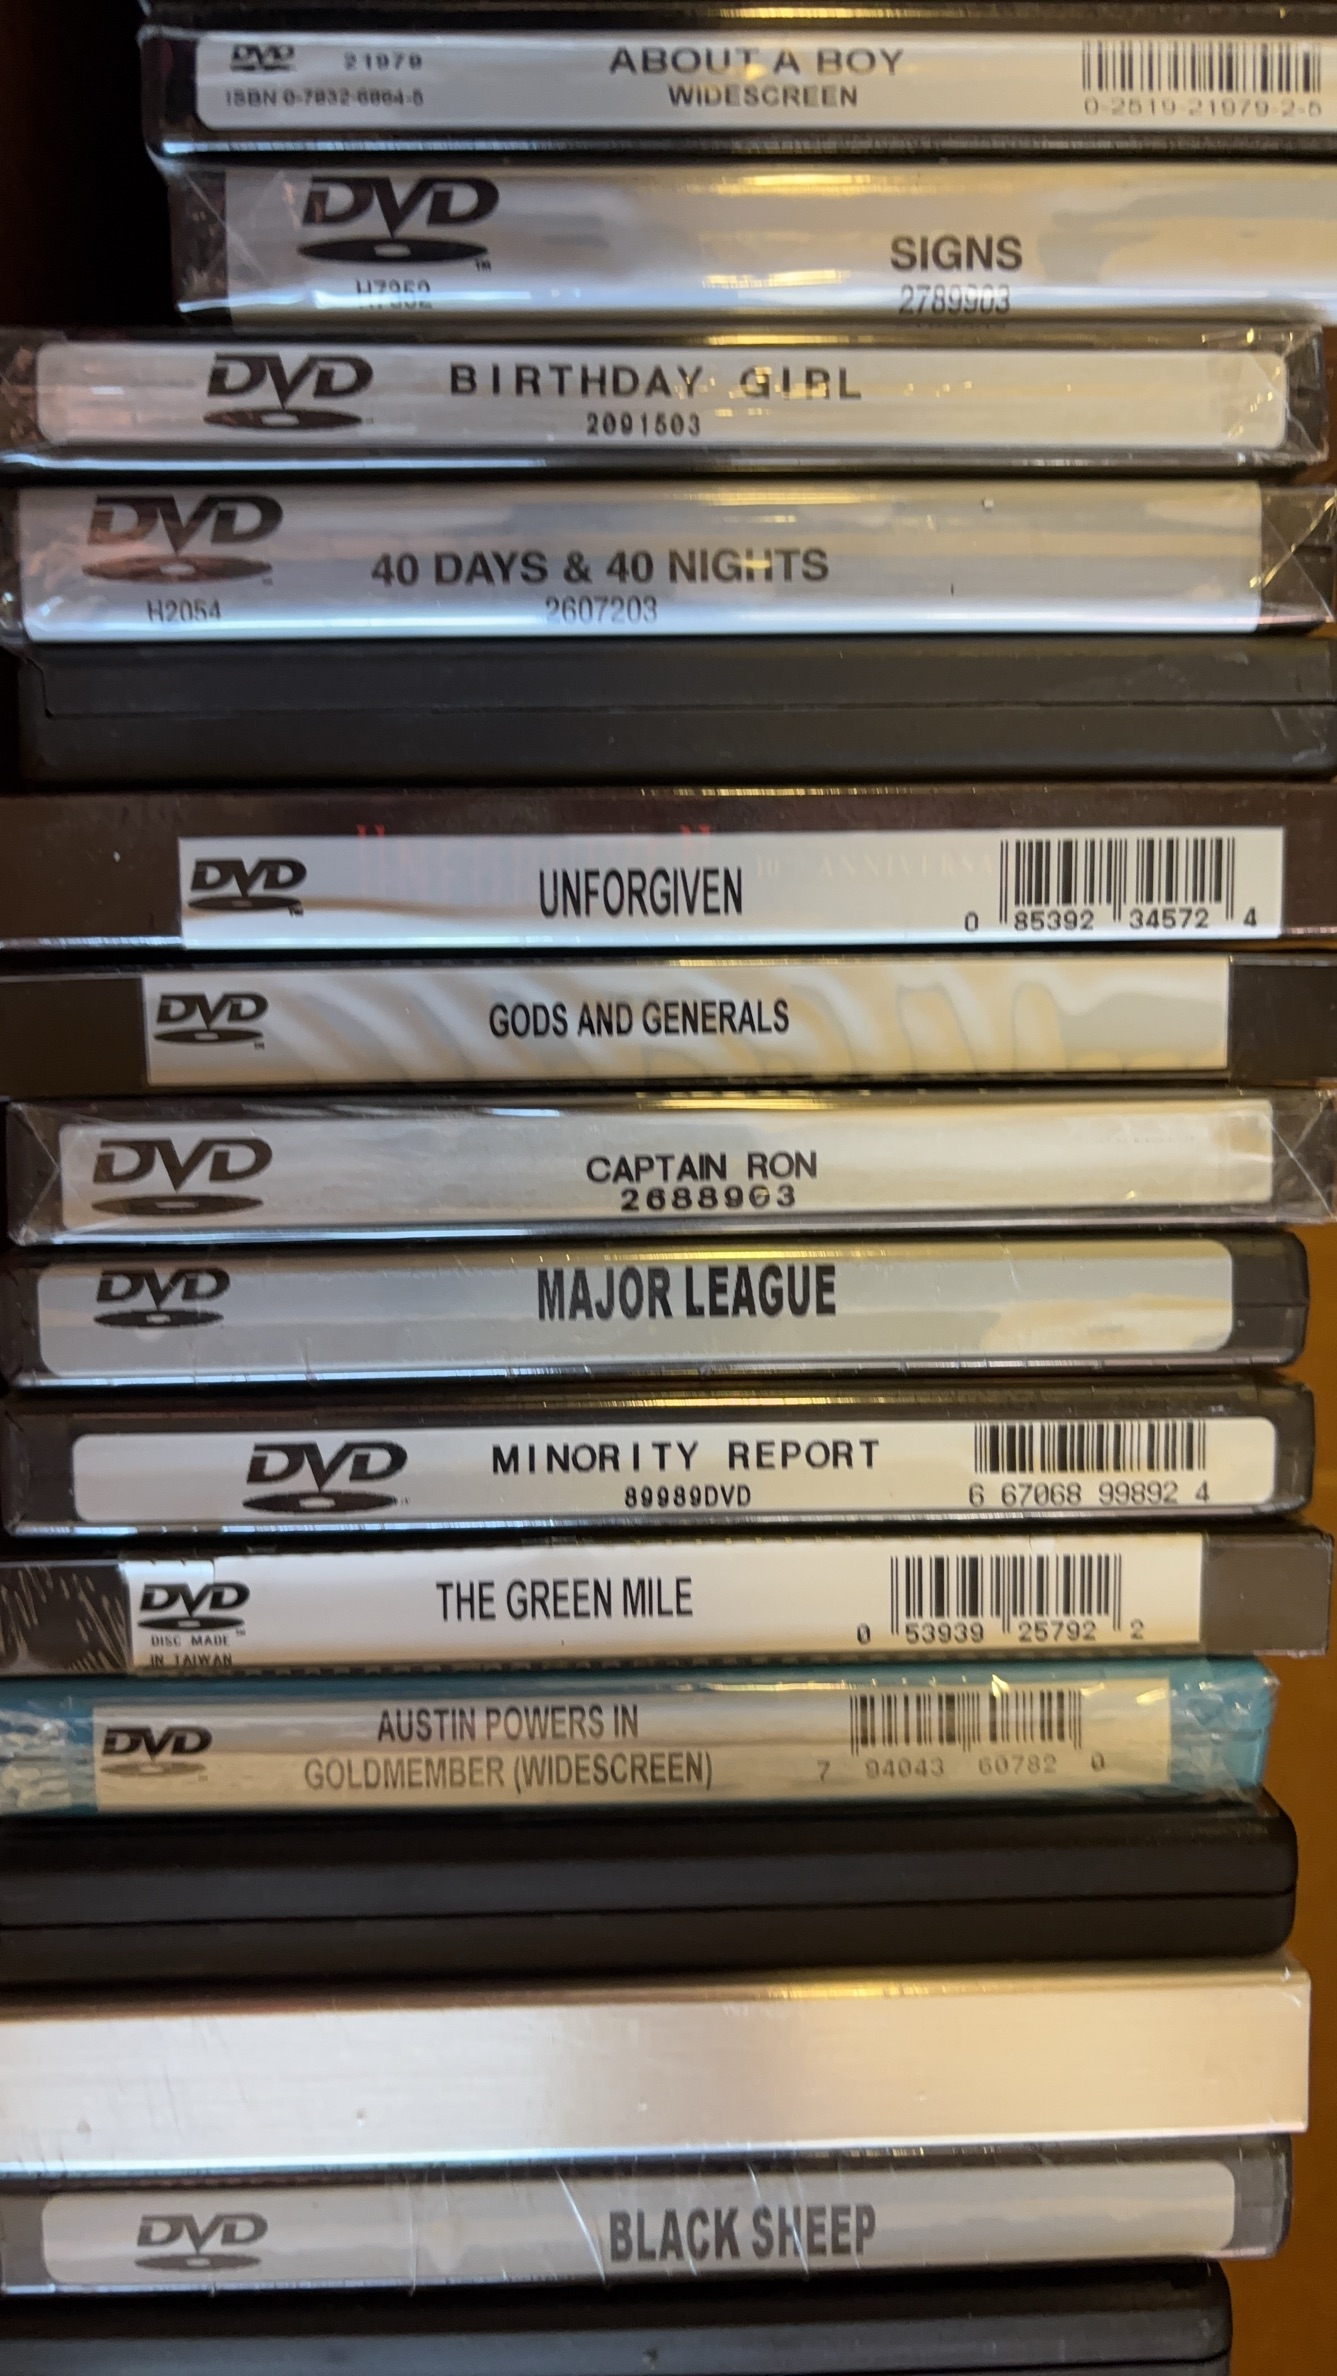 DVD 21979 ABOUT A BOY
ISBN 0-7832-6864-5 WIDESCREEN 0-2519-21979-2-5
DVD
SIGNS
H7952 2789903
DVD BIRTHDAY GIRL
2091503
DVD
40 DAYS & 40 NIGHTS
H2054 2607203
UNFORGIVEN 10 ANNIVERSA
DVD UNFORGIVEN
0 85392 34572 4
DVD GODS AND GENERALS
DVD CAPTAIN RON
2688903
DVD MAJOR LEAGUE
DVD MINORITY REPORT
89989DVD 6 67068 99892 4
DVD THE GREEN MILE
DISC MADE 0 53939 25792 2
IN TAIWAN
AUSTIN POWERS IN
DVD GOLDMEMBER (WIDESCREEN) 7 94043 60782 0
DVD BLACK SHEEP